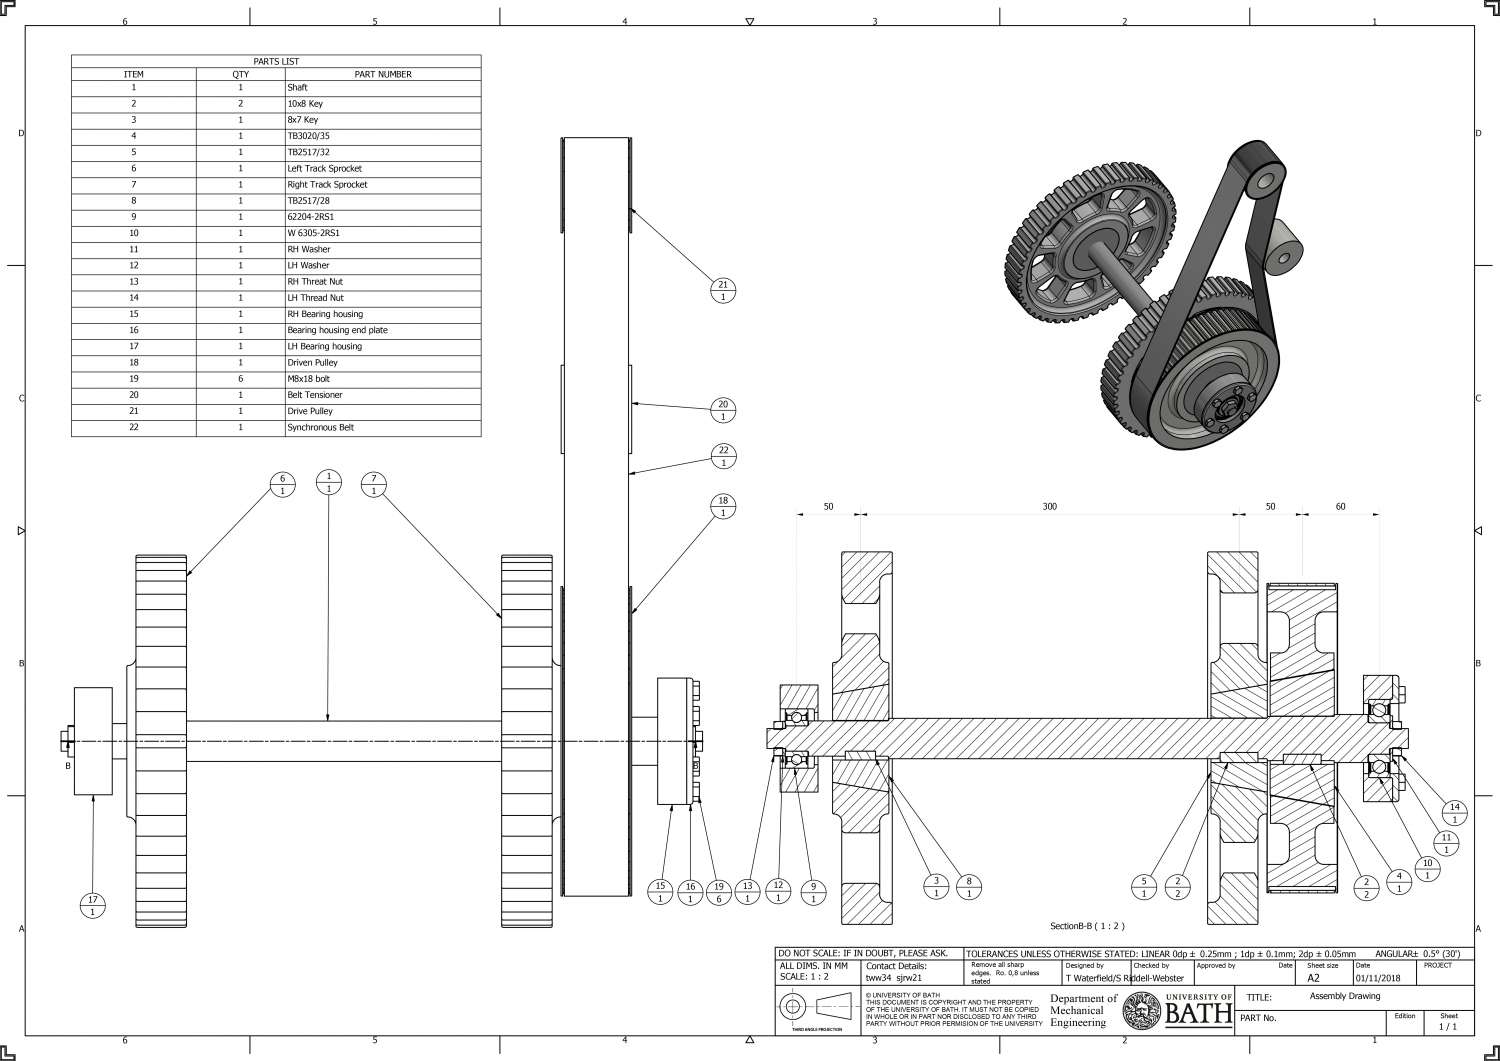 6 5 4 3 2 1
PARTS LIST
ITEM QTY PART NUMBER
1 1 Shaft
2 2 10x8 Key
3 1 8x7 Key
4 1 TB3020/35
5 1 TB2517/32
6 1 Left Track Sprocket
7 1 Right Track Sprocket
8 1 TB2517/28
9 1 62204-2RS1
10 1 W 6305-2RS1
11 1 RH Washer
12 1 LH Washer
13 1 RH Threat Nut
14 1 LH Thread Nut
15 1 RH Bearing housing
16 1 Bearing housing end plate
17 1 LH Bearing housing
18 1 Driven Pulley
19 6 M8x18 bolt
20 1 Belt Tensioner
21 1 Drive Pulley
22 1 Synchronous Belt
D D
21
1
C C
20
1
22
1
6 1 7
1 1 1
18
1
50 300 50 60
B B
B B
14
1
11
1
10
1
17
1
15 16 19 13 12 9
1 1 6 1 1 1
3 8
1 1
5 2 2 4
1 2 2 1
A A
SectionB-B ( 1 : 2 )
DO NOT SCALE: IF IN DOUBT, PLEASE ASK.
TOLERANCES UNLESS OTHERWISE STATED: LINEAR 0dp ± 0.25mm ; 1dp ± 0.1mm; 2dp ± 0.05mm ANGULAR± 0.5° (30')
ALL DIMS. IN MM
SCALE: 1 : 2
Contact Details:
tww34 sjrw21
Remove all sharp
edges. Ro. 0,8 unless
stated
Designed by Checked by Approved by Date Sheet size Date PROJECT
T Waterfield/S Riddell-Webster A2 01/11/2018
THIRD ANGLE PROJECTION
© UNIVERSITY OF BATH
THIS DOCUMENT IS COPYRIGHT AND THE PROPERTY
OF THE UNIVERSITY OF BATH. IT MUST NOT BE COPIED
IN WHOLE OR IN PART NOR DISCLOSED TO ANY THIRD
PARTY WITHOUT PRIOR PERMISION OF THE UNIVERSITY
Department of
Mechanical
Engineering
UNIVERSITY OF
BATH
TITLE: Assembly Drawing
PART No. Edition Sheet
1 / 1
6 5 4 3 2 1